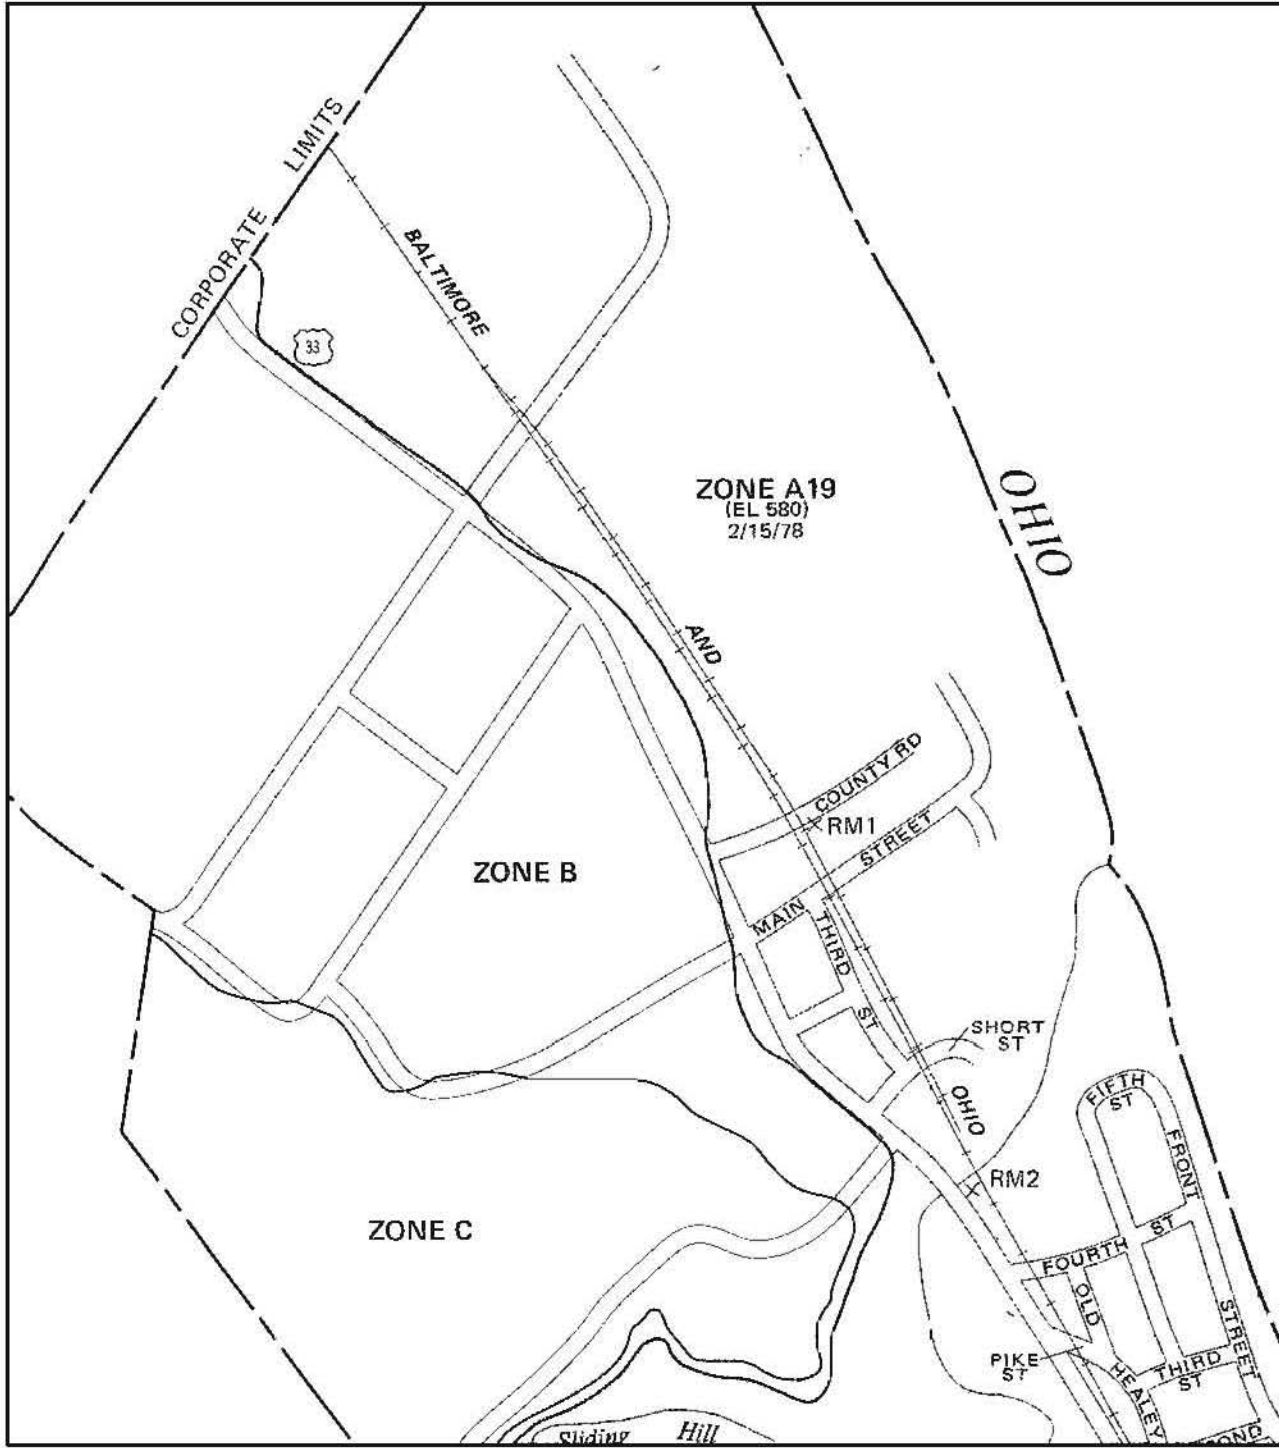 CORPORATE LIMITS
33
BALTIMORE
ZONE A19
(EL 580)
2/15/78
OHIO
AND
COUNTY RD
RM1
STREET
ZONE B
MAIN
THIRD
ST
SHORT
ST
OHIO
FIFTH
ST
FRONT
RM2
ZONE C
FOURTH ST
OLD
STREET
PIKE
ST
THIRD
ST
HEALEY
Sliding Hill
OND